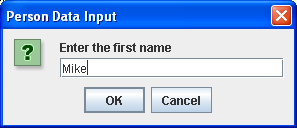 Person Data Input
Enter the first name
Mike
OK Cancel